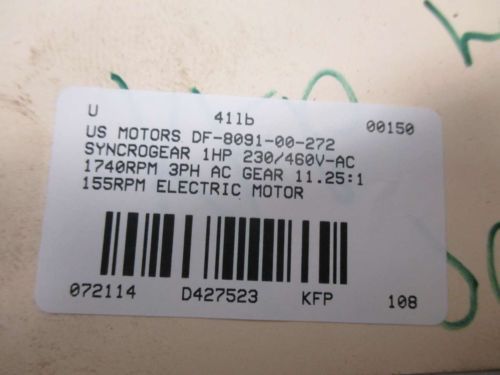 U 41lb 00150
US MOTORS DF-8091-00-272
SYNCROGEAR 1HP 230/460V-AC
1740RPM 3PH AC GEAR 11.25:1
155RPM ELECTRIC MOTOR
072114 D427523 KFP 108